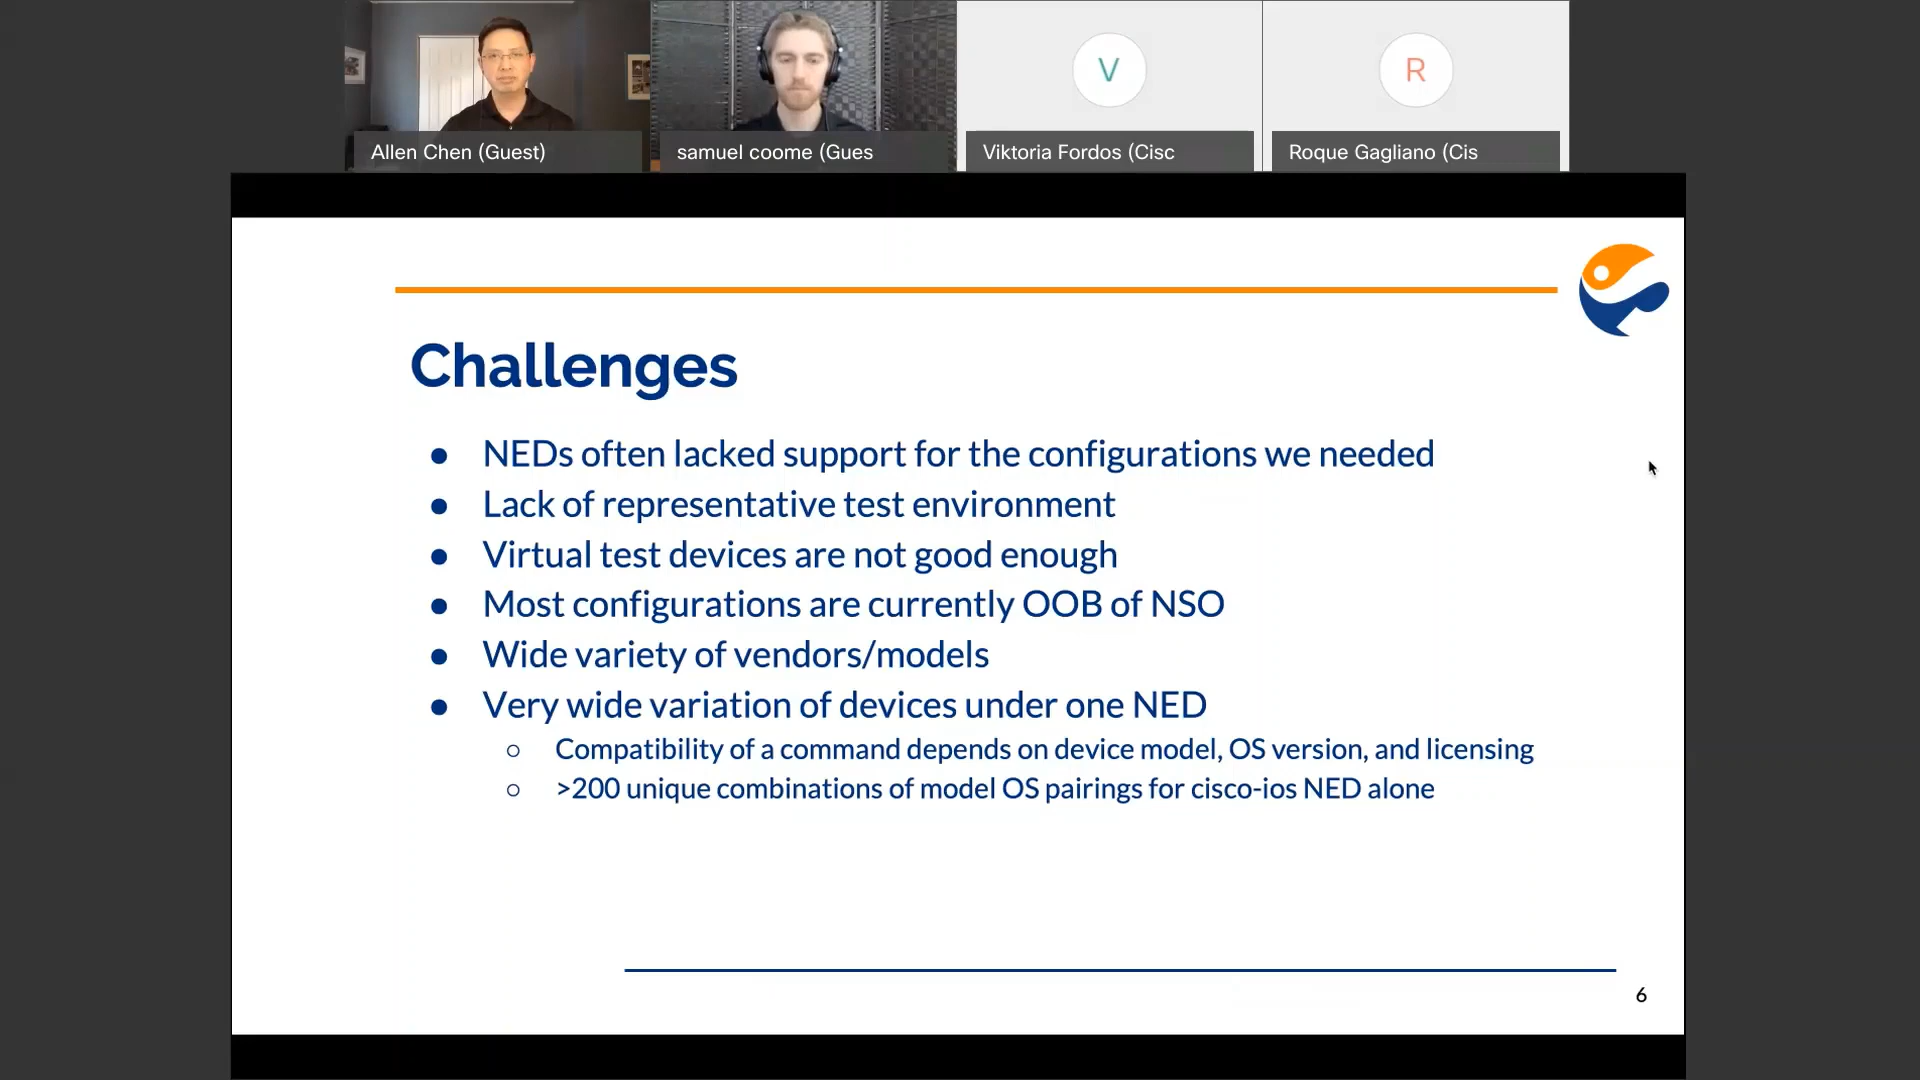 Allen Chen (Guest)
samuel coome (Gues
V
Viktoria Fordos (Cisc
R
Roque Gagliano (Cis
Challenges
● NEDs often lacked support for the configurations we needed
● Lack of representative test environment
● Virtual test devices are not good enough
● Most configurations are currently OOB of NSO
● Wide variety of vendors/models
● Very wide variation of devices under one NED
○ Compatibility of a command depends on device model, OS version, and licensing
○ >200 unique combinations of model OS pairings for cisco-ios NED alone
6